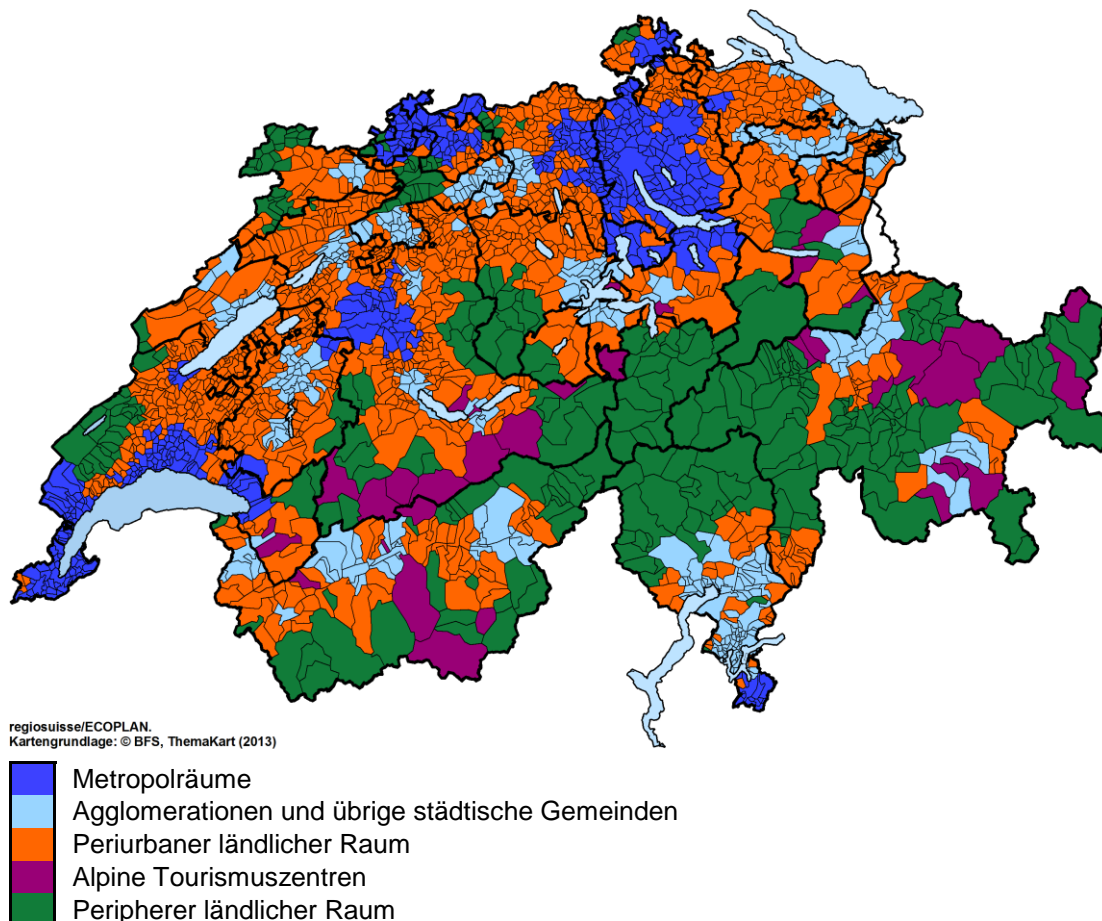 regiosuisse/ECOPLAN.
Kartengrundlage: © BFS, ThemaKart (2013)
Metropolräume
Agglomerationen und übrige städtische Gemeinden
Periurbaner ländlicher Raum
Alpine Tourismuszentren
Peripherer ländlicher Raum